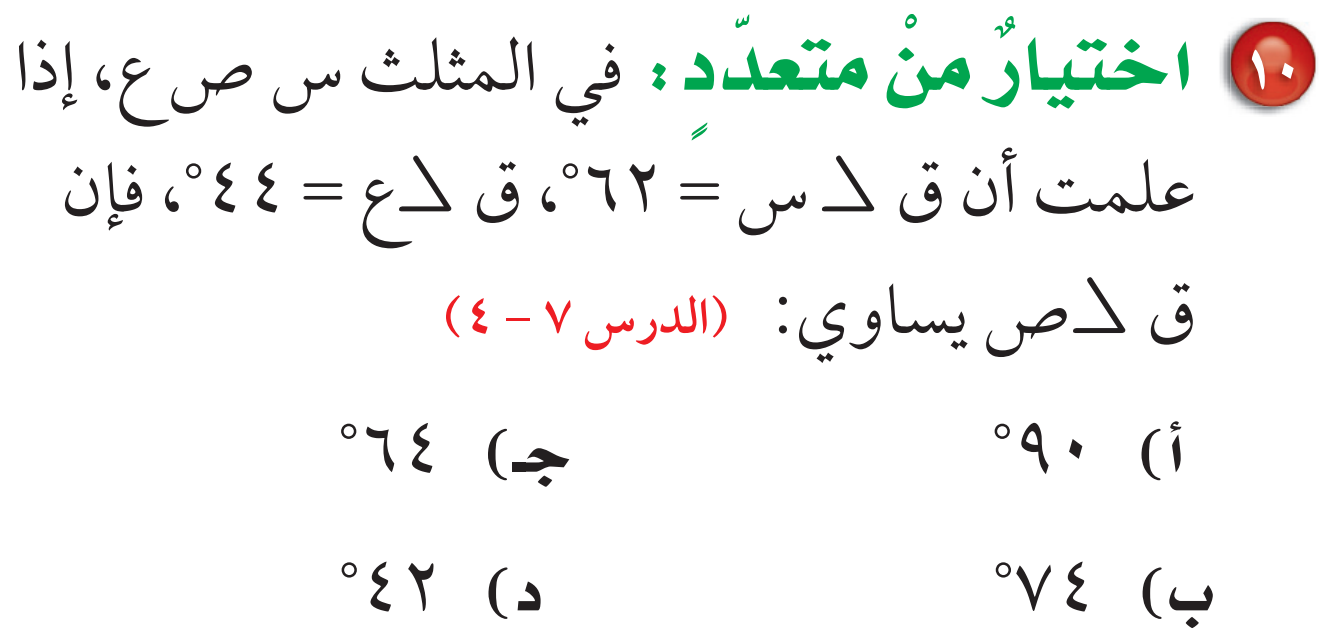 ١٠ اختيارٌ منْ متعدّدٍ: في المثلث س ص ع، إذا
علمت أن ق ∠ س = ٦٢°، ق ∠ ع = ٤٤°، فإن
ق ∠ ص يساوي: (الدرس ٧ – ٤)
أ) ٩٠° جـ) ٦٤°
ب) ٧٤° د) ٤٢°